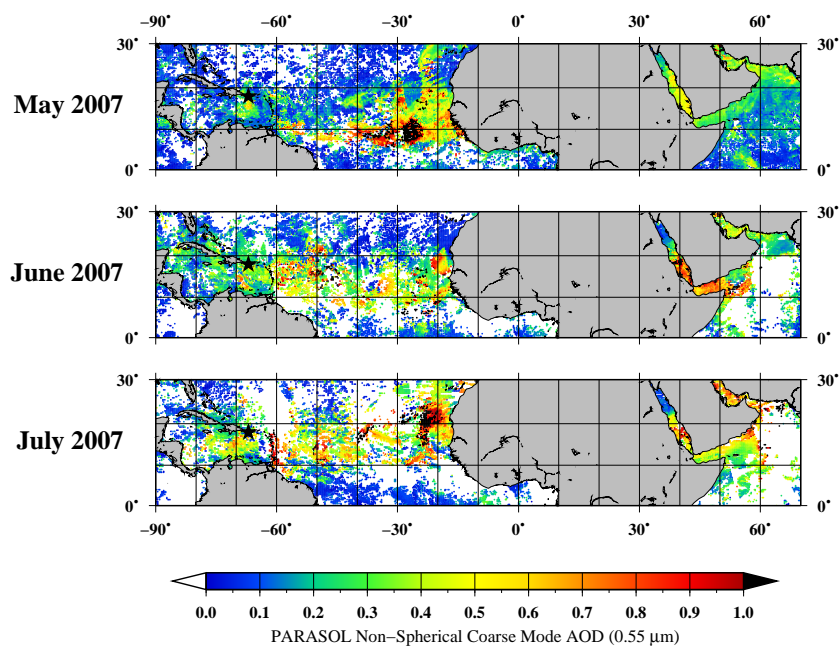 −90° −60° −30° 0° 30° 60°
30° 30°
May 2007
0° 0°
30° 30°
June 2007
0° 0°
30° 30°
July 2007
0° 0°
−90° −60° −30° 0° 30° 60°
0.0 0.1 0.2 0.3 0.4 0.5 0.6 0.7 0.8 0.9 1.0
PARASOL Non−Spherical Coarse Mode AOD (0.55 μm)